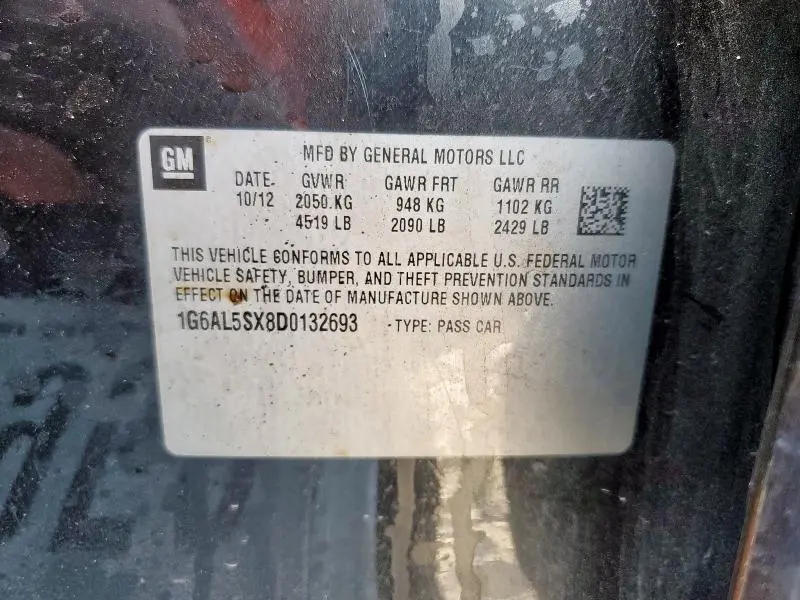 GM
MFD BY GENERAL MOTORS LLC
DATE GVWR GAWR FRT GAWR RR
10/12 2050 KG 948 KG 1102 KG
4519 LB 2090 LB 2429 LB
THIS VEHICLE CONFORMS TO ALL APPLICABLE U.S. FEDERAL MOTOR
VEHICLE SAFETY, BUMPER, AND THEFT PREVENTION STANDARDS IN
EFFECT ON THE DATE OF MANUFACTURE SHOWN ABOVE.
1G6AL5SX8D0132693 TYPE: PASS CAR